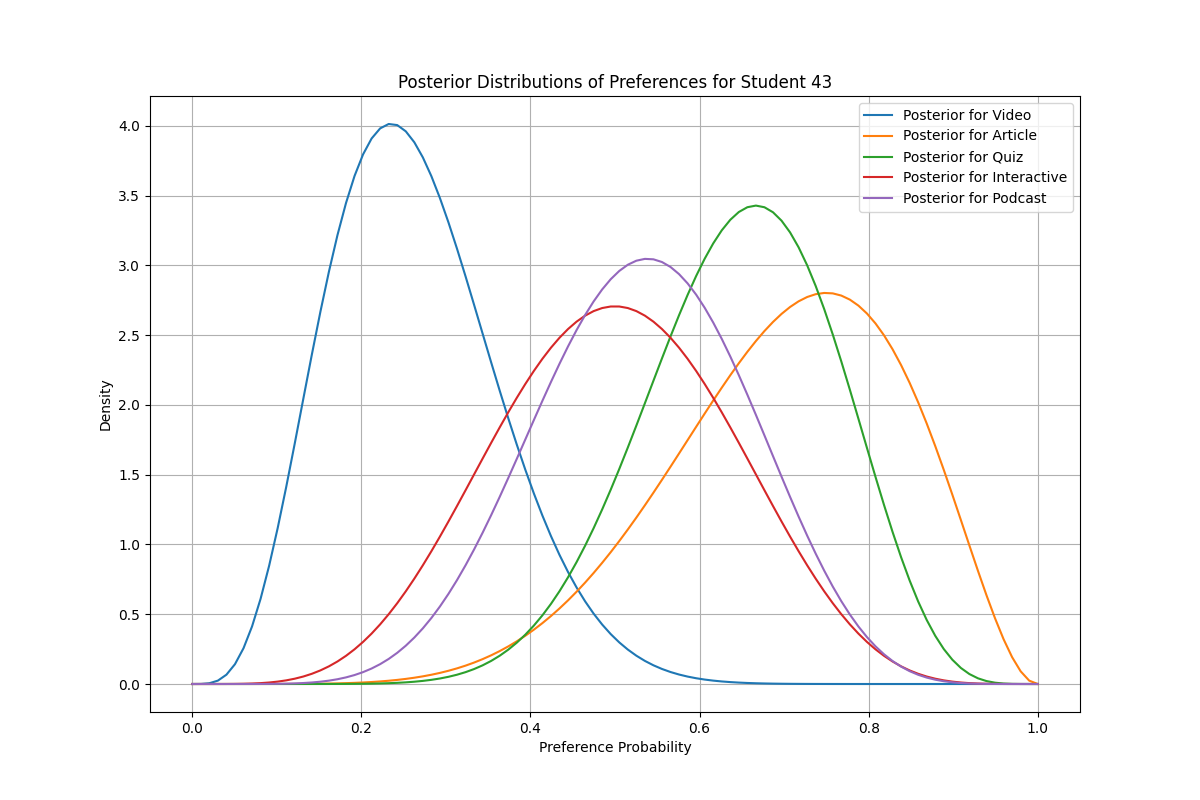 Posterior Distributions of Preferences for Student 43
Posterior for Video
Posterior for Article
Posterior for Quiz
Posterior for Interactive
Posterior for Podcast
Density
4.0
3.5
3.0
2.5
2.0
1.5
1.0
0.5
0.0
0.0 0.2 0.4 0.6 0.8 1.0
Preference Probability